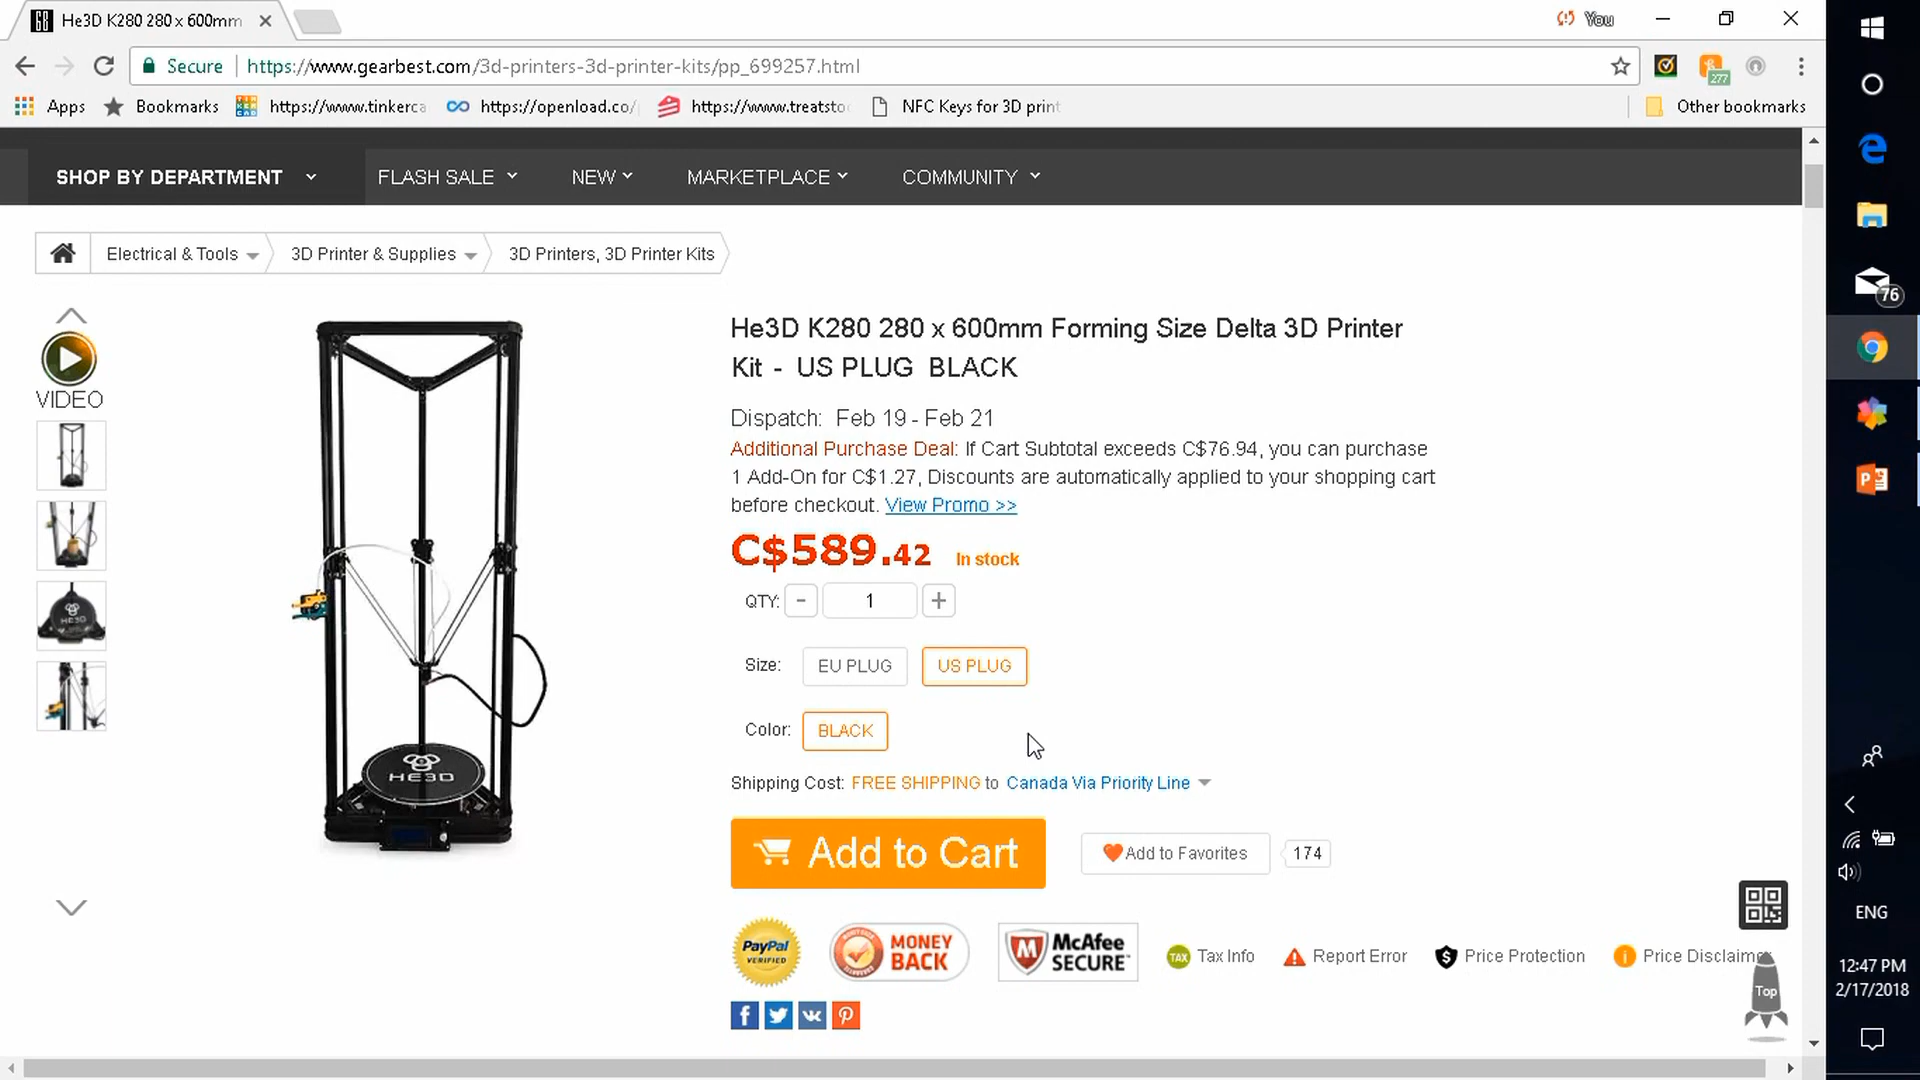 He3D K280 280 x 600mm
You
Secure
https://www.gearbest.com/3d-printers-3d-printer-kits/pp_699257.html
277
Apps
Bookmarks
https://www.tinkerca
https://openload.co/
https://www.treatsto
NFC Keys for 3D print
Other bookmarks
SHOP BY DEPARTMENT
FLASH SALE
NEW
MARKETPLACE
COMMUNITY
Electrical & Tools
3D Printer & Supplies
3D Printers, 3D Printer Kits
VIDEO
HE3D
HE3D
He3D K280 280 x 600mm Forming Size Delta 3D Printer
Kit - US PLUG BLACK
Dispatch: Feb 19 - Feb 21
Additional Purchase Deal: If Cart Subtotal exceeds C$76.94, you can purchase
1 Add-On for C$1.27, Discounts are automatically applied to your shopping cart
before checkout. View Promo >>
C$589.42 In stock
QTY: - 1 +
Size: EU PLUG US PLUG
Color: BLACK
Shipping Cost: FREE SHIPPING to Canada Via Priority Line
Add to Cart
Add to Favorites
174
PayPal
VERIFIED
MONEY
BACK
McAfee
SECURE
TAX Tax Info
Report Error
Price Protection
Price Disclaime
Top
76
ENG
12:47 PM
2/17/2018